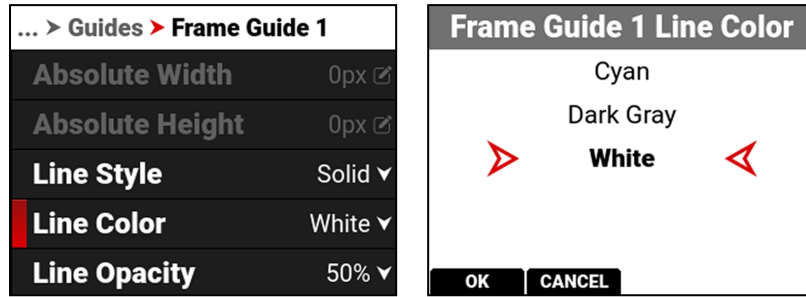 ... > Guides > Frame Guide 1
Absolute Width 0px
Absolute Height 0px
Line Style Solid
Line Color White
Line Opacity 50%
Frame Guide 1 Line Color
Cyan
Dark Gray
White
OK CANCEL